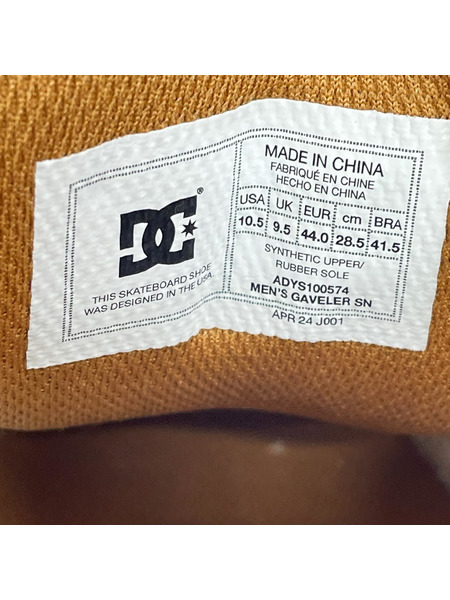 DC
®
THIS SKATEBOARD SHOE
WAS DESIGNED IN THE USA.
MADE IN CHINA
FABRIQUÉ EN CHINE
HECHO EN CHINA
USA UK EUR cm BRA
10.5 9.5 44.0 28.5 41.5
SYNTHETIC UPPER/
RUBBER SOLE
ADYS100574
MEN'S GAVELER SN
APR 24 J001